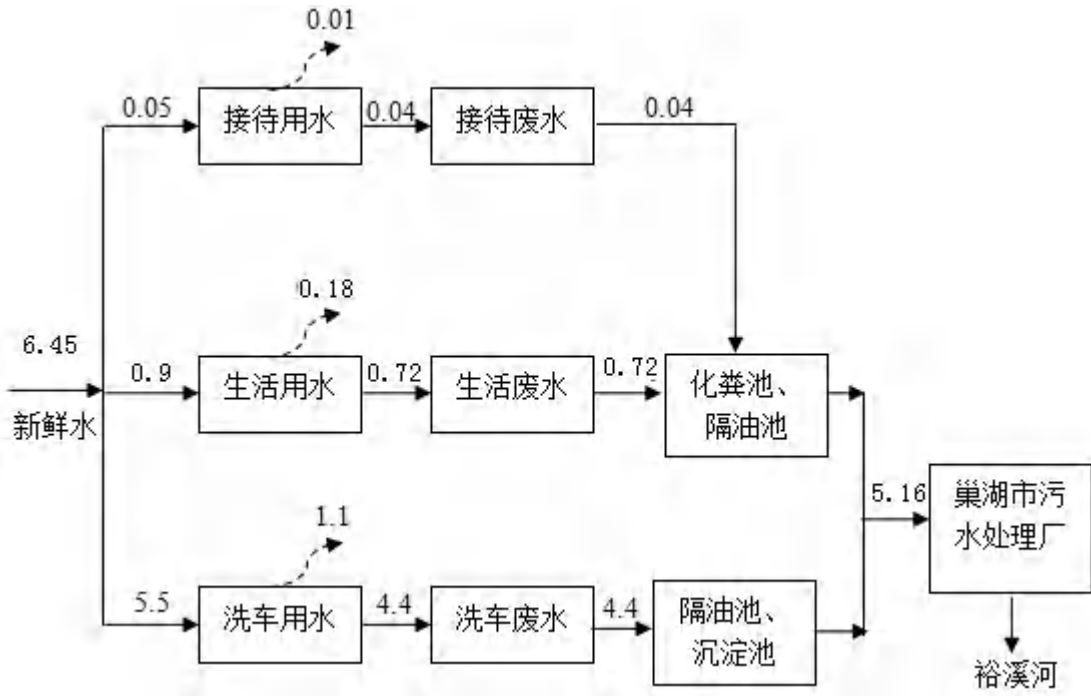 0.01
0.05
接待用水
0.04
接待废水
0.04
0.18
6.45
新鲜水
0.9
生活用水
0.72
生活废水
0.72
化粪池、
隔油池
5.16
巢湖市污
水处理厂
1.1
5.5
洗车用水
4.4
洗车废水
4.4
隔油池、
沉淀池
裕溪河